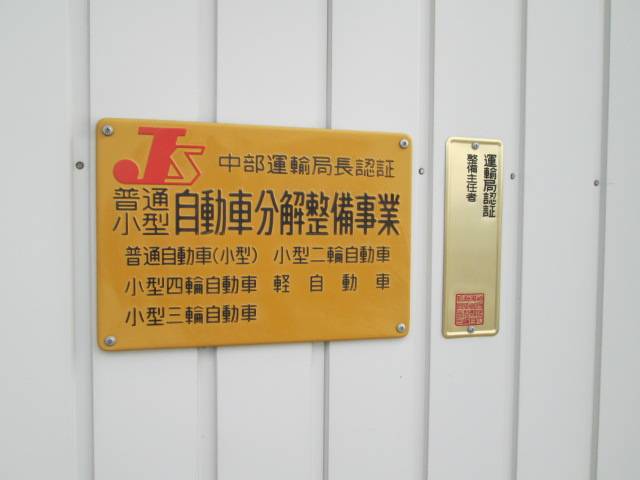 JS 中部運輸局長認証
普通
小型 自動車分解整備事業
普通自動車(小型) 小型二輪自動車
小型四輪自動車 軽自動車
小型三輪自動車
運輸局認証
整備主任者